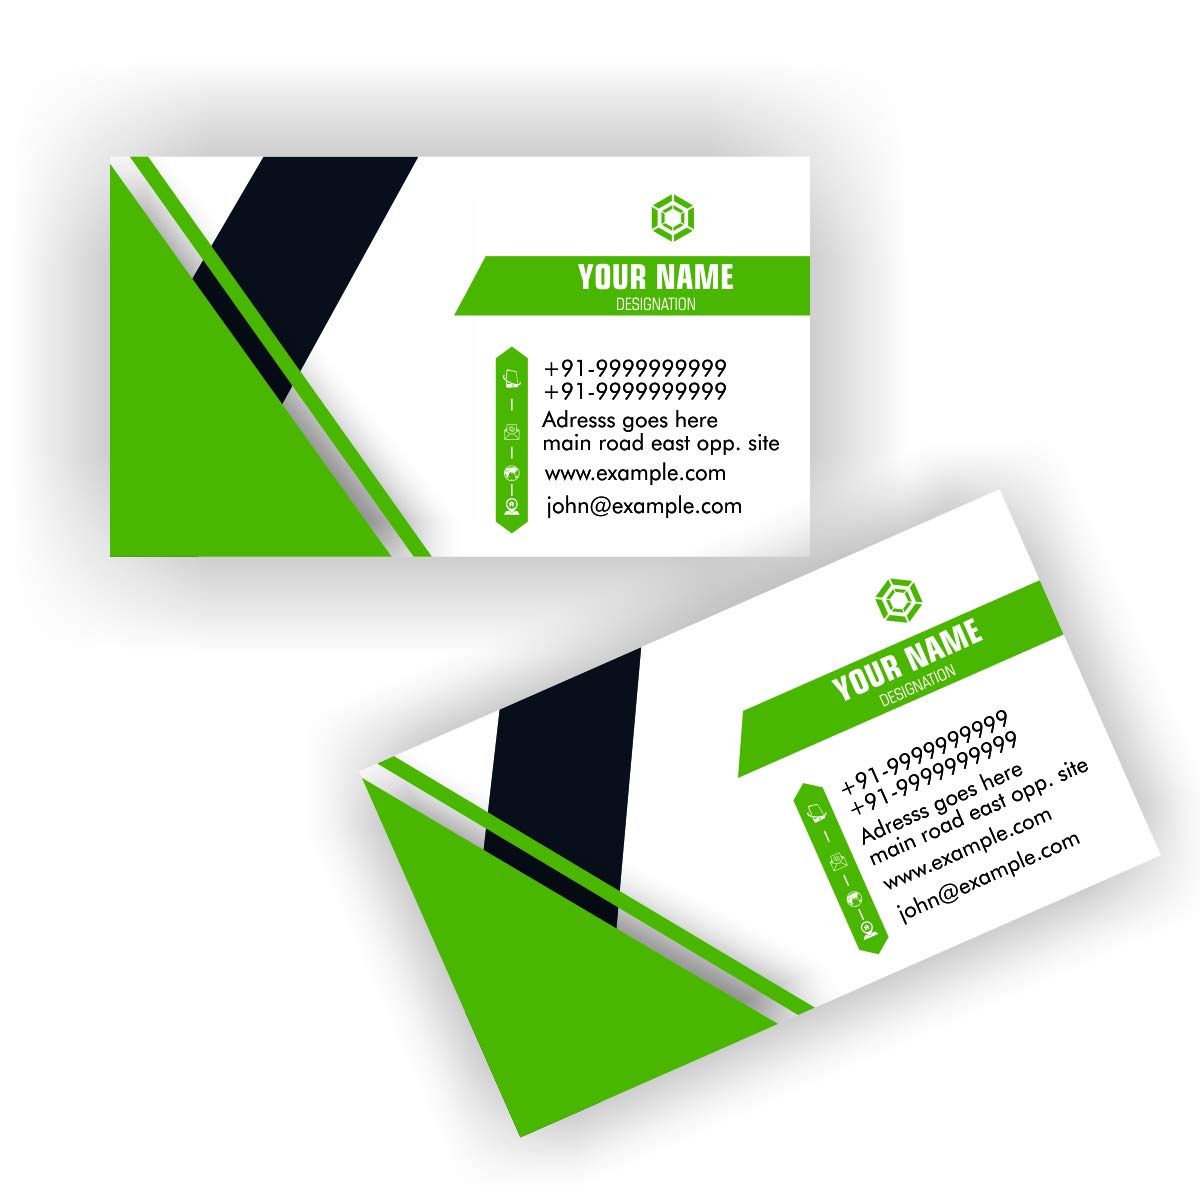 YOUR NAME
DESIGNATION
+91-9999999999
+91-9999999999
Adresss goes here
main road east opp. site
www.example.com
john@example.com
YOUR NAME
DESIGNATION
+91-9999999999
+91-9999999999
Adresss goes here
main road east opp. site
www.example.com
john@example.com